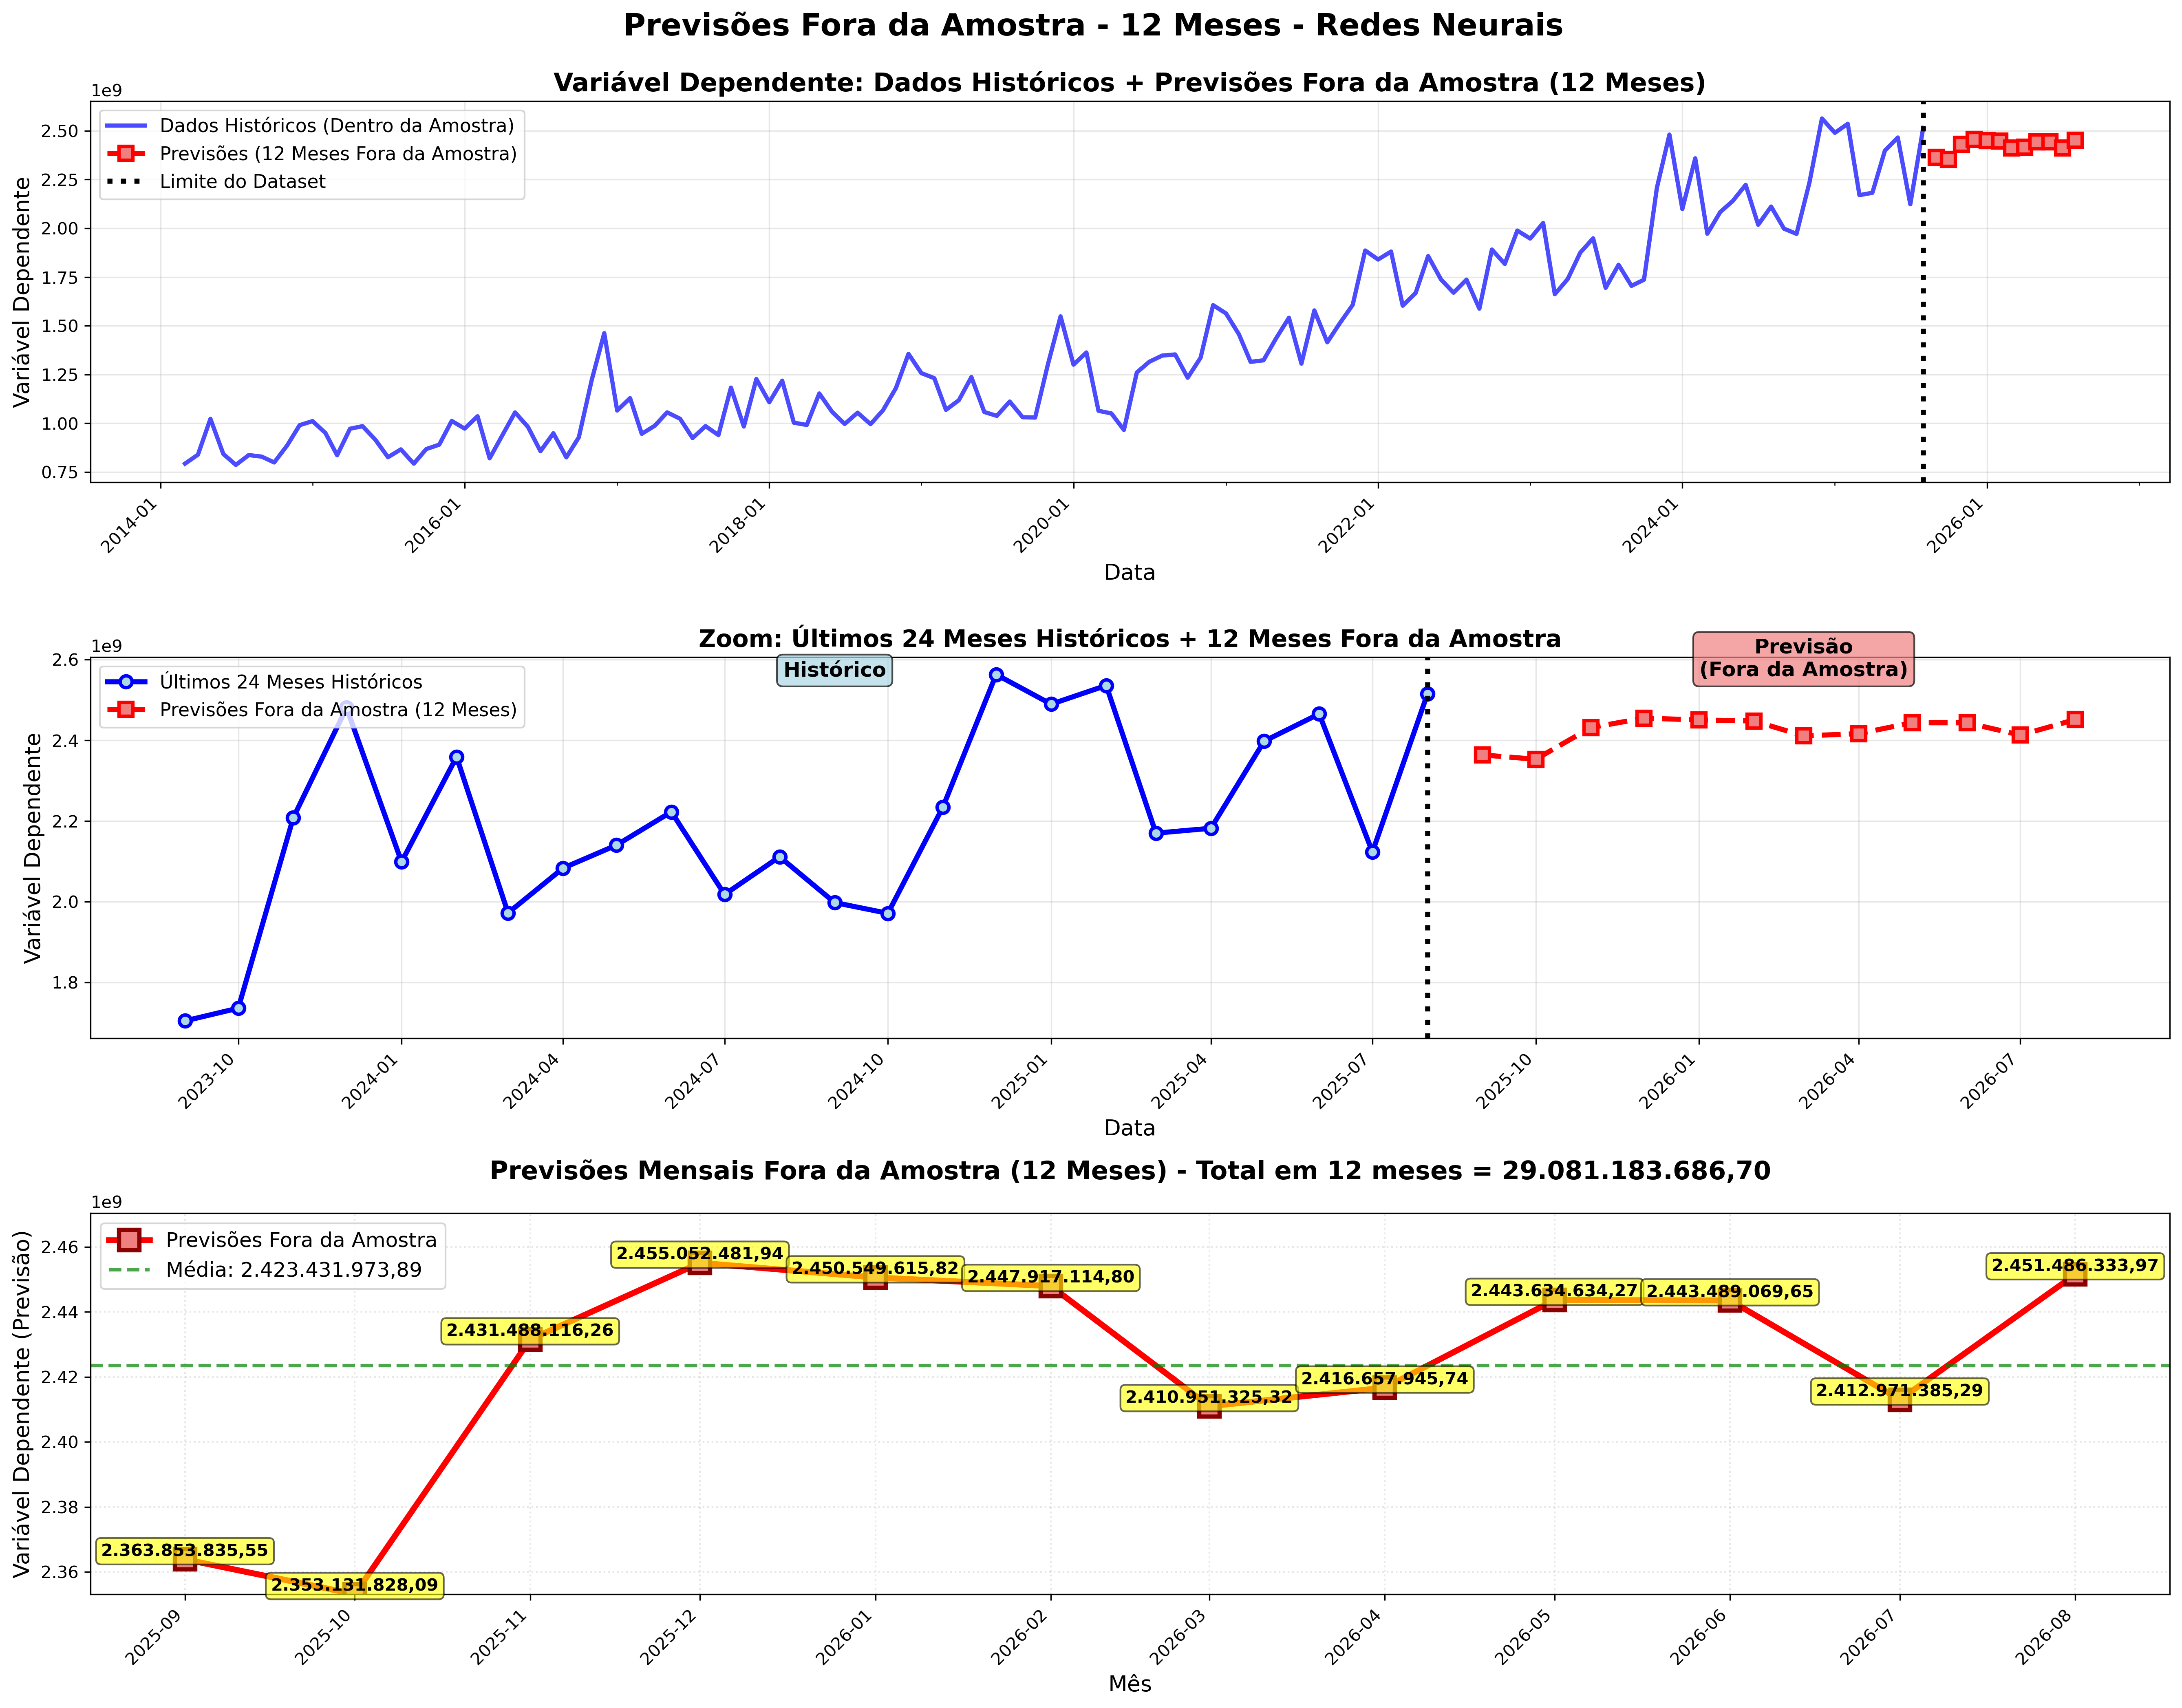 Previsões Fora da Amostra - 12 Meses - Redes Neurais
Variável Dependente: Dados Históricos + Previsões Fora da Amostra (12 Meses)
1e9
Dados Históricos (Dentro da Amostra)
Previsões (12 Meses Fora da Amostra)
Limite do Dataset
Variável Dependente
2.50
2.25
2.00
1.75
1.50
1.25
1.00
0.75
2014-01
2016-01
2018-01
2020-01
2022-01
2024-01
2026-01
Data
Zoom: Últimos 24 Meses Históricos + 12 Meses Fora da Amostra
1e9
Últimos 24 Meses Históricos
Previsões Fora da Amostra (12 Meses)
Histórico
Previsão
(Fora da Amostra)
Variável Dependente
2.6
2.4
2.2
2.0
1.8
2023-10
2024-01
2024-04
2024-07
2024-10
2025-01
2025-04
2025-07
2025-10
2026-01
2026-04
2026-07
Data
Previsões Mensais Fora da Amostra (12 Meses) - Total em 12 meses = 29.081.183.686,70
1e9
Previsões Fora da Amostra
Média: 2.423.431.973,89
Variável Dependente (Previsão)
2.46
2.44
2.42
2.40
2.38
2.36
2.363.853.835,55
2.353.131.828,09
2.431.488.116,26
2.455.052.481,94
2.450.549.615,82
2.447.917.114,80
2.410.951.325,32
2.416.657.945,74
2.443.634.634,27
2.443.489.069,65
2.412.971.385,29
2.451.486.333,97
2025-09
2025-10
2025-11
2025-12
2026-01
2026-02
2026-03
2026-04
2026-05
2026-06
2026-07
2026-08
Mês